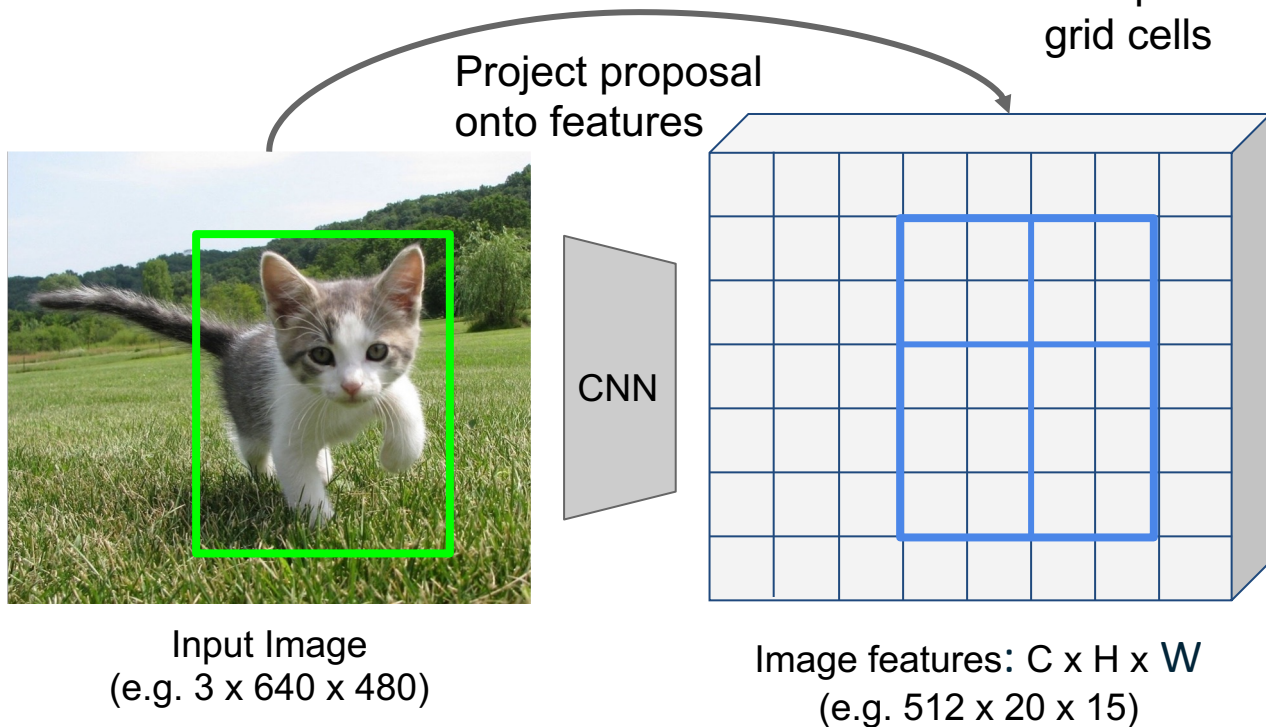 grid cells
Project proposal
onto features
CNN
Input Image
(e.g. 3 x 640 x 480)
Image features: C x H x W
(e.g. 512 x 20 x 15)